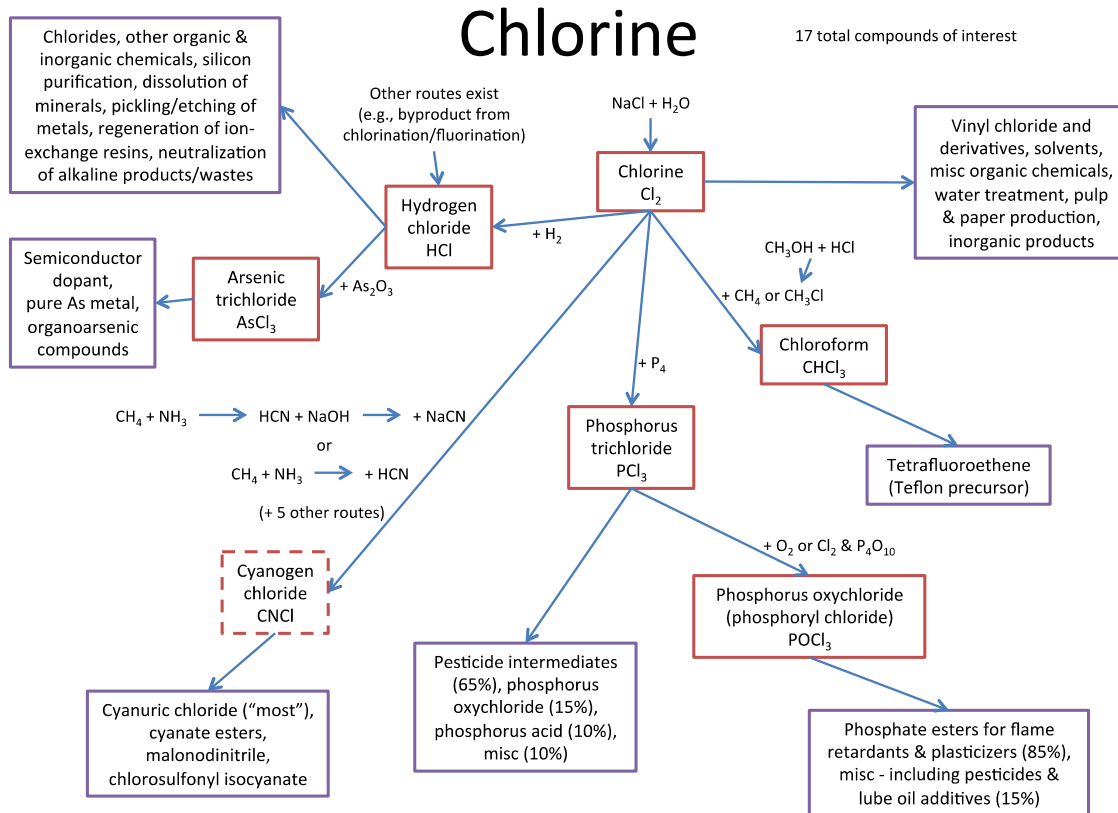 Chlorine
17 total compounds of interest
Chlorides, other organic &
inorganic chemicals, silicon
purification, dissolution of
minerals, pickling/etching of
metals, regeneration of ion-
exchange resins, neutralization
of alkaline products/wastes
Other routes exist
(e.g., byproduct from
chlorination/fluorination)
NaCl + H₂O
Chlorine
Cl₂
Vinyl chloride and
derivatives, solvents,
misc organic chemicals,
water treatment, pulp
& paper production,
inorganic products
Hydrogen
chloride
HCl
+ H₂
CH₃OH + HCl
+ CH₄ or CH₃Cl
Semiconductor
dopant,
pure As metal,
organoarsenic
compounds
Arsenic
trichloride
AsCl₃
+ As₂O₃
Chloroform
CHCl₃
+ P₄
CH₄ + NH₃ HCN + NaOH + NaCN
or
CH₄ + NH₃ + HCN
(+ 5 other routes)
Phosphorus
trichloride
PCl₃
Tetrafluoroethene
(Teflon precursor)
+ O₂ or Cl₂ & P₄O₁₀
Cyanogen
chloride
CNCl
Phosphorus oxychloride
(phosphoryl chloride)
POCl₃
Pesticide intermediates
(65%), phosphorus
oxychloride (15%),
phosphorus acid (10%),
misc (10%)
Cyanuric chloride (“most”),
cyanate esters,
malonodinitrile,
chlorosulfonyl isocyanate
Phosphate esters for flame
retardants & plasticizers (85%),
misc - including pesticides &
lube oil additives (15%)